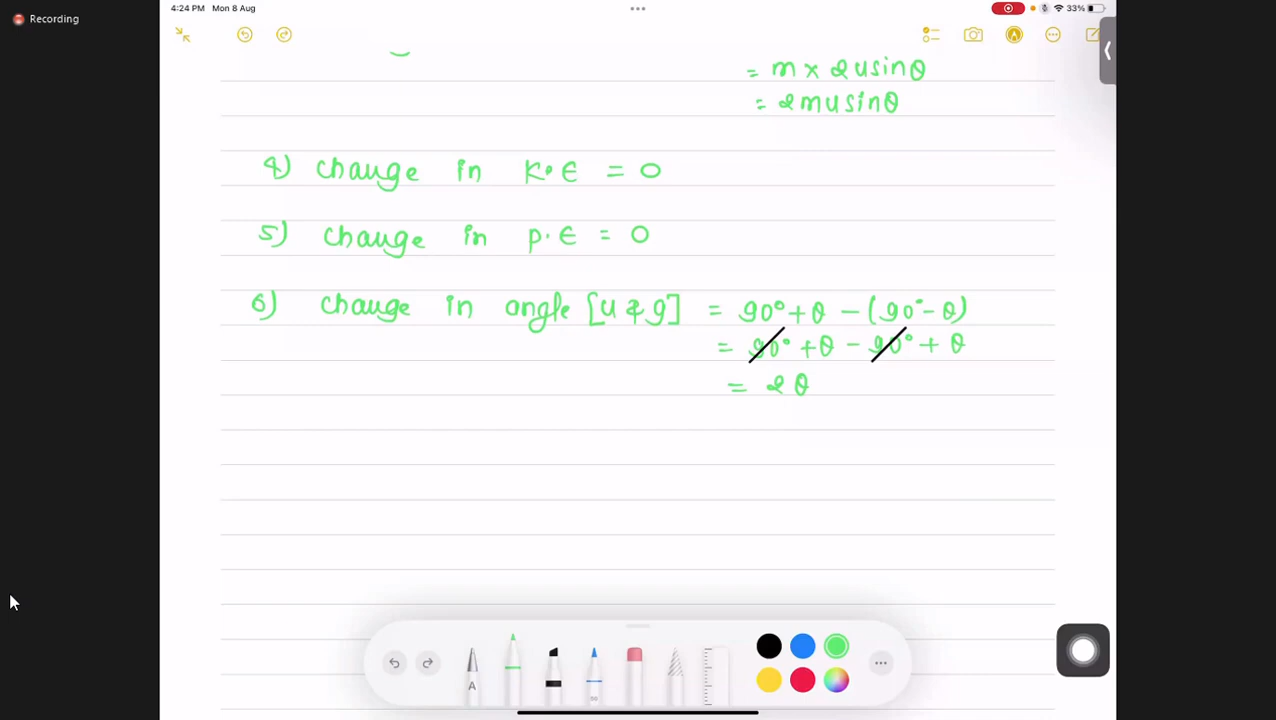 4:24 PM Mon 8 Aug
33%
Recording
= m x 2usinθ
= 2musinθ
4) change in K.E = 0
5) change in p.E = 0
6) change in angle [u & g] = 90° + θ - (90° - θ)
= 90° + θ - 90° + θ
= 2θ
A